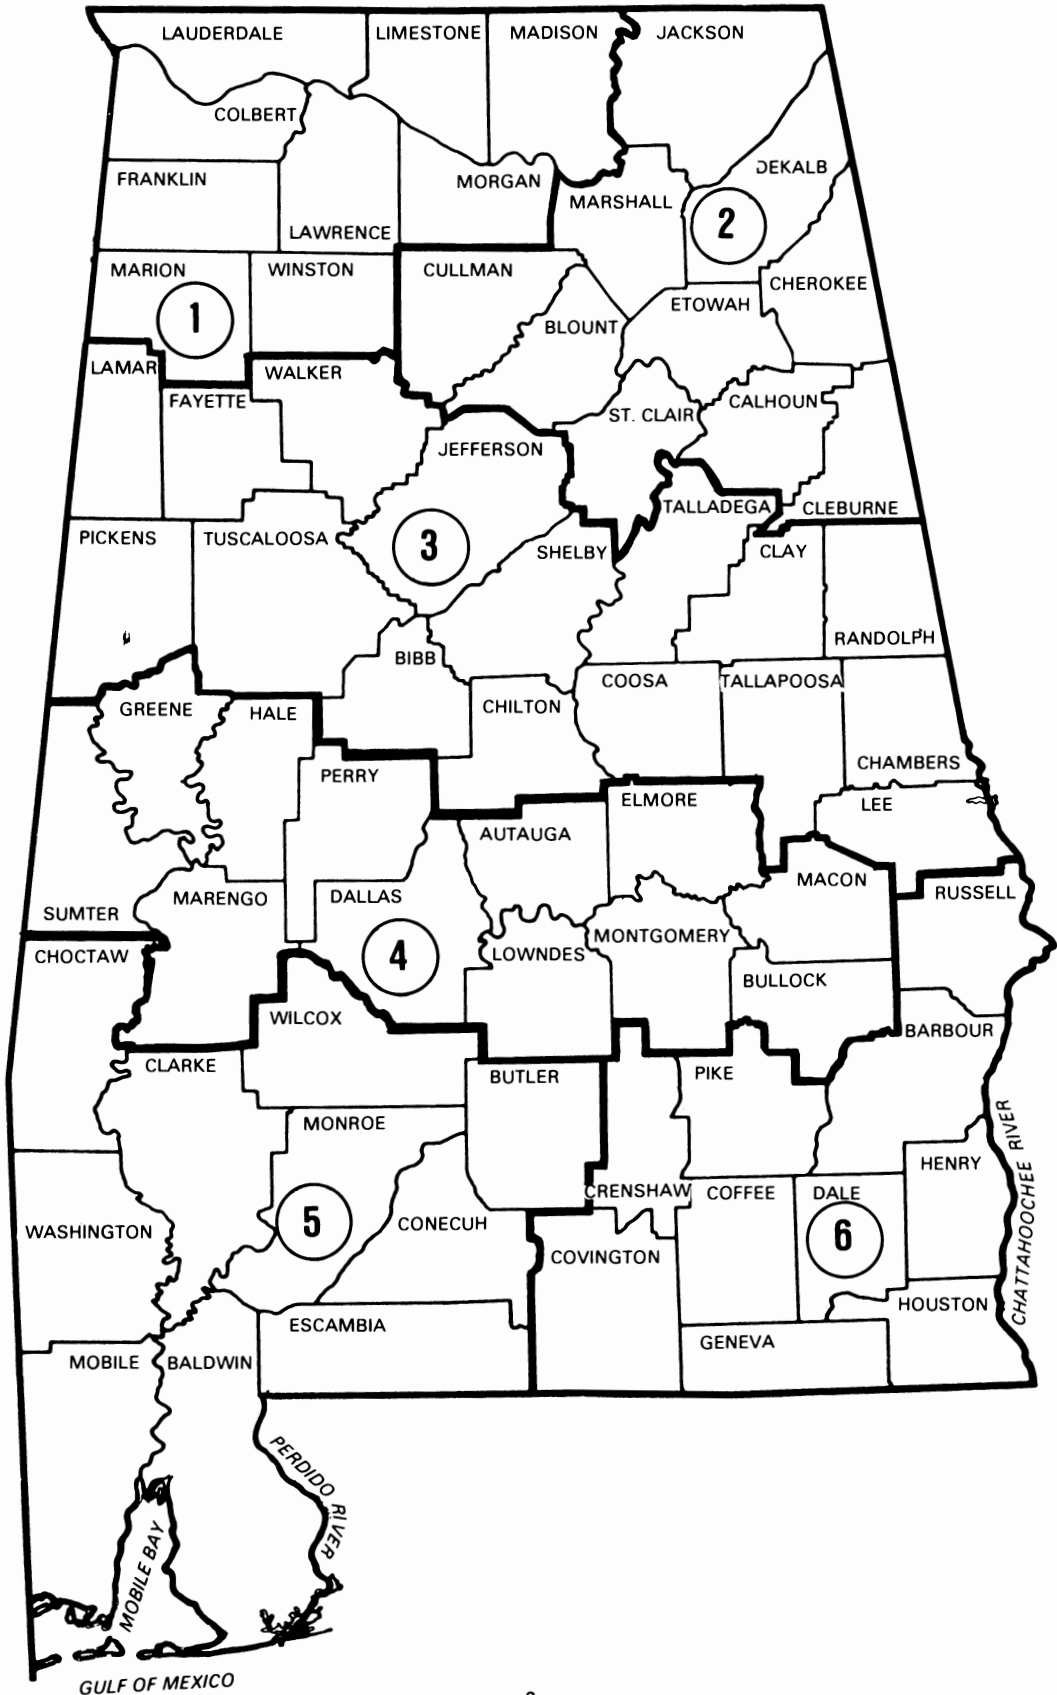 LAUDERDALE
LIMESTONE
MADISON
JACKSON
COLBERT
FRANKLIN
LAWRENCE
MORGAN
MARSHALL
DEKALB
2
CHEROKEE
MARION
WINSTON
CULLMAN
1
BLOUNT
ETOWAH
LAMAR
WALKER
FAYETTE
ST. CLAIR
CALHOUN
JEFFERSON
TALLADEGA
CLEBURNE
PICKENS
TUSCALOOSA
3
SHELBY
CLAY
RANDOLPH
BIBB
COOSA
TALLAPOOSA
GREENE
HALE
CHILTON
CHAMBERS
PERRY
ELMORE
LEE
AUTAUGA
MACON
RUSSELL
SUMTER
MARENGO
DALLAS
CHOCTAW
4
LOWNDES
MONTGOMERY
BULLOCK
WILCOX
BARBOUR
CLARKE
BUTLER
PIKE
MONROE
HENRY
CHATTAHOOCHEE RIVER
WASHINGTON
5
CONECUH
CRENSHAW
COFFEE
DALE
6
COVINGTON
HOUSTON
ESCAMBIA
GENEVA
MOBILE
BALDWIN
PERDIDO RIVER
MOBILE BAY
GULF OF MEXICO